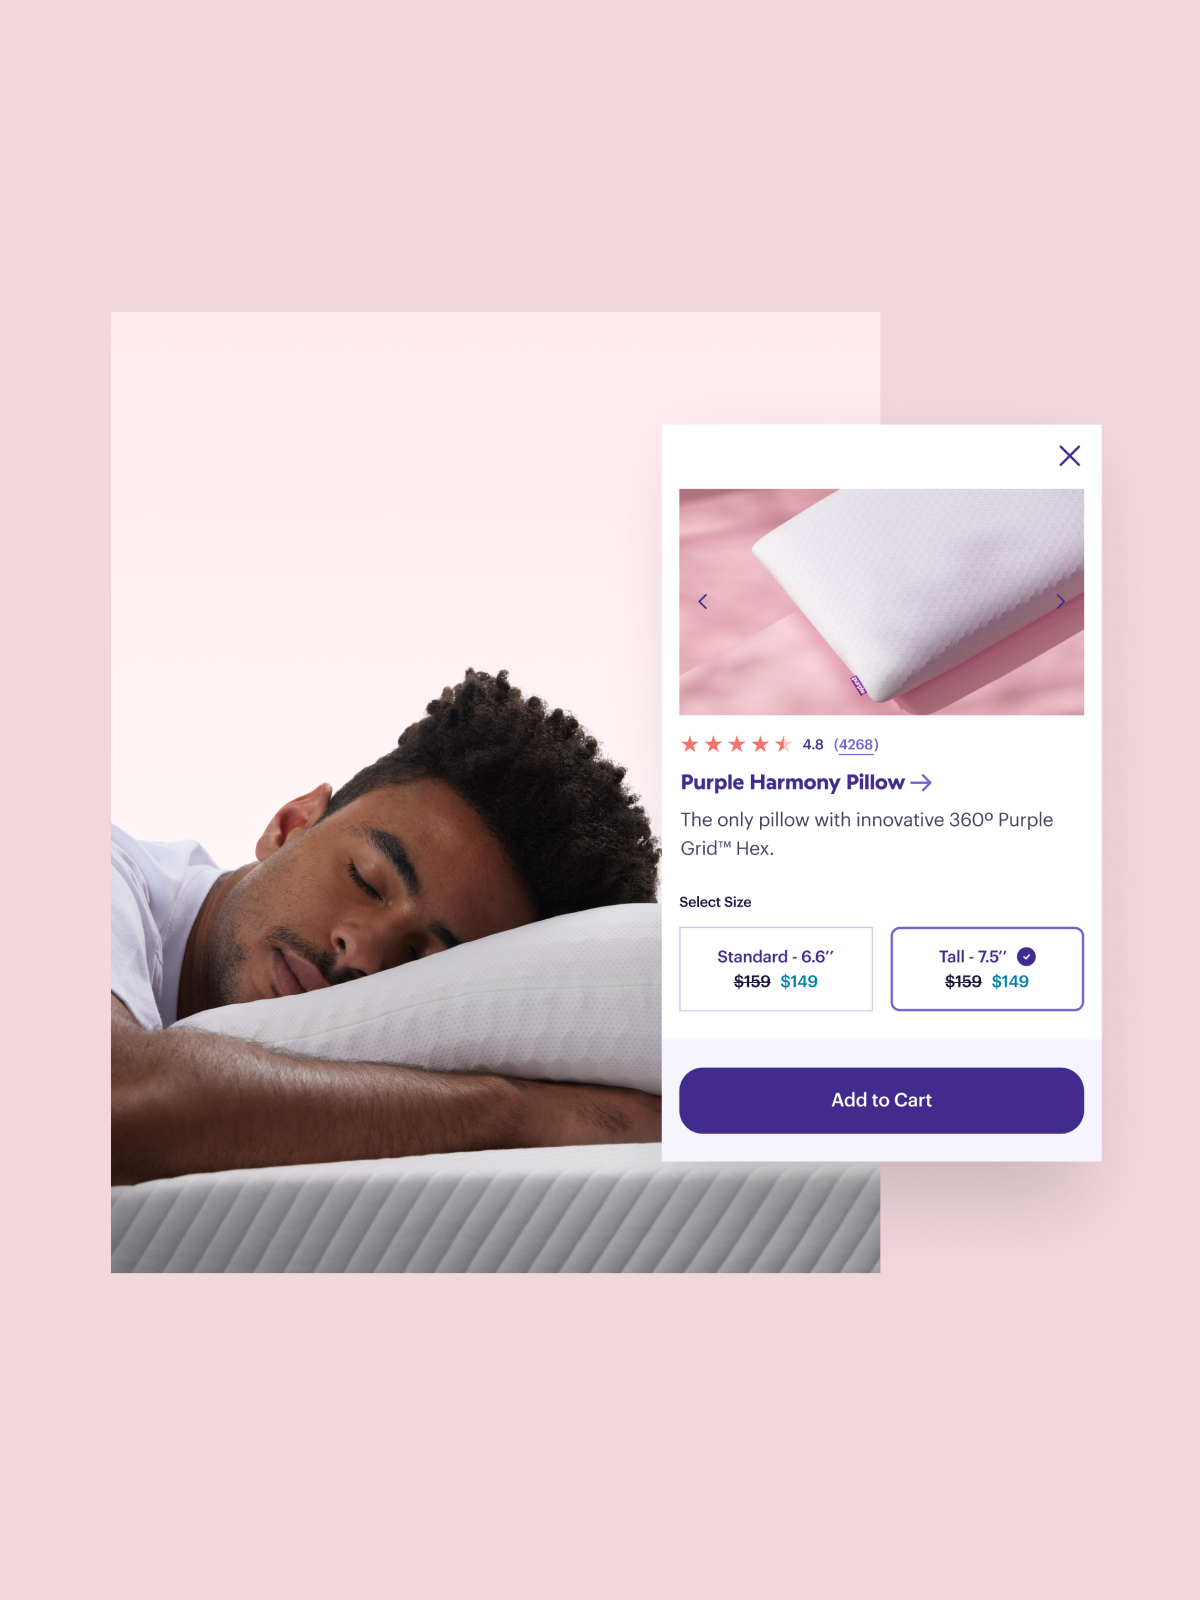 purple
4.8 (4268)
Purple Harmony Pillow
The only pillow with innovative 360º Purple
Grid™ Hex.
Select Size
Standard - 6.6′′
$159 $149
Tall - 7.5′′
$159 $149
Add to Cart